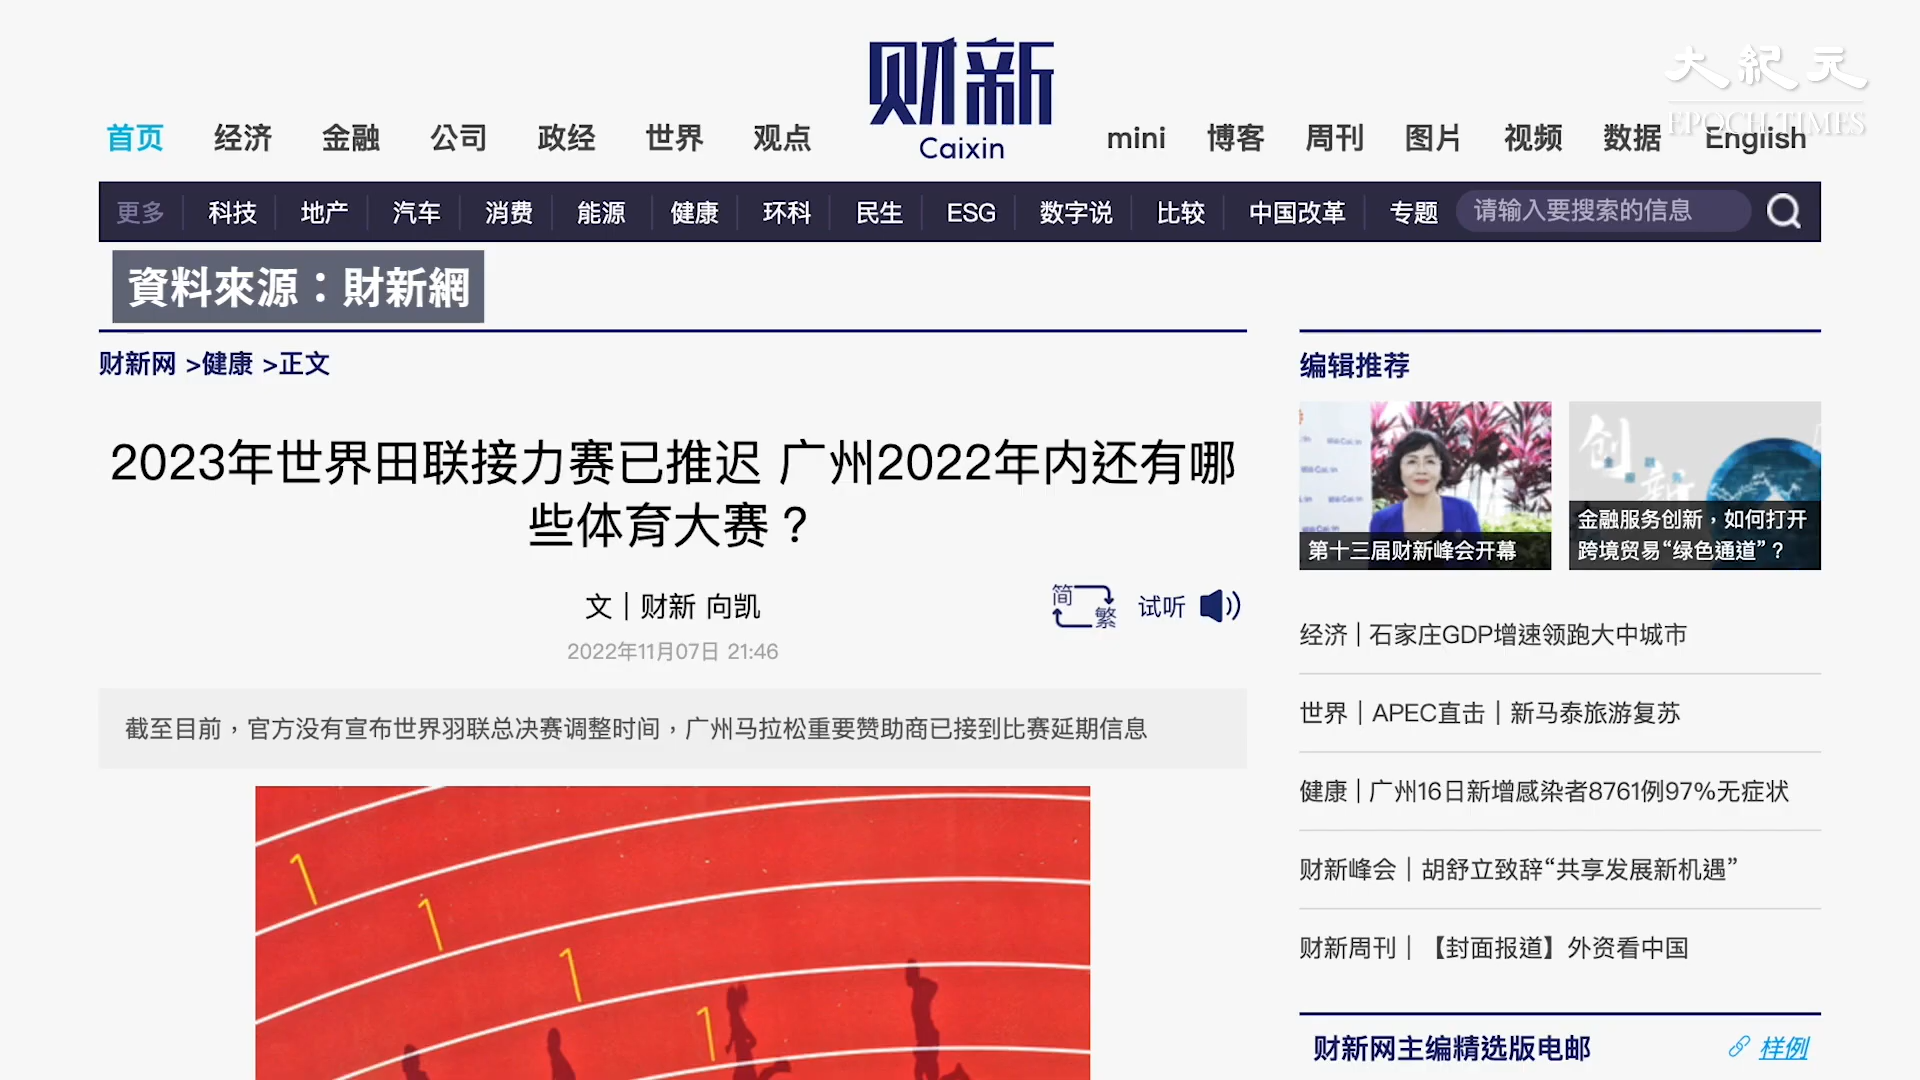 财新
Caixin
大紀元
EPOCH TIMES
首页 经济 金融 公司 政经 世界 观点 mini 博客 周刊 图片 视频 数据 English
更多 科技 地产 汽车 消费 能源 健康 环科 民生 ESG 数字说 比较 中国改革 专题 请输入要搜索的信息
資料來源：財新網
财新网 >健康 >正文
2023年世界田联接力赛已推迟 广州2022年内还有哪
些体育大赛？
文｜财新 向凯
简 繁 试听
2022年11月07日 21:46
截至目前，官方没有宣布世界羽联总决赛调整时间，广州马拉松重要赞助商已接到比赛延期信息
1
1
1
1
编辑推荐
第十三届财新峰会开幕
创新
金融服务创新，如何打开
跨境贸易“绿色通道”？
经济｜石家庄GDP增速领跑大中城市
世界｜APEC直击｜新马泰旅游复苏
健康｜广州16日新增感染者8761例97%无症状
财新峰会｜胡舒立致辞“共享发展新机遇”
财新周刊｜【封面报道】外资看中国
财新网主编精选版电邮 样例